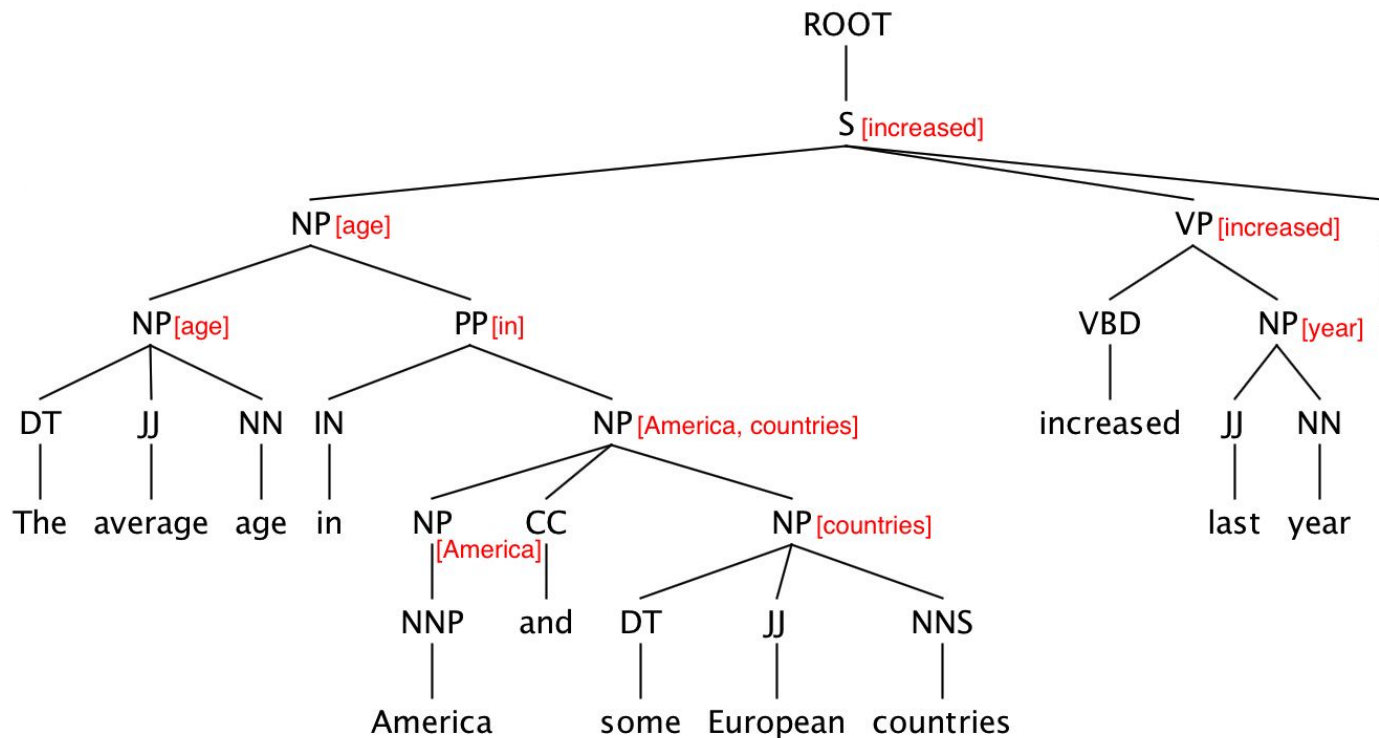 ROOT
S [increased]
NP [age] VP [increased]
NP [age] PP [in] VBD NP [year]
DT JJ NN IN NP [America, countries] increased JJ NN
The average age in NP CC NP [countries] last year
[America]
NNP and DT JJ NNS
America some European countries